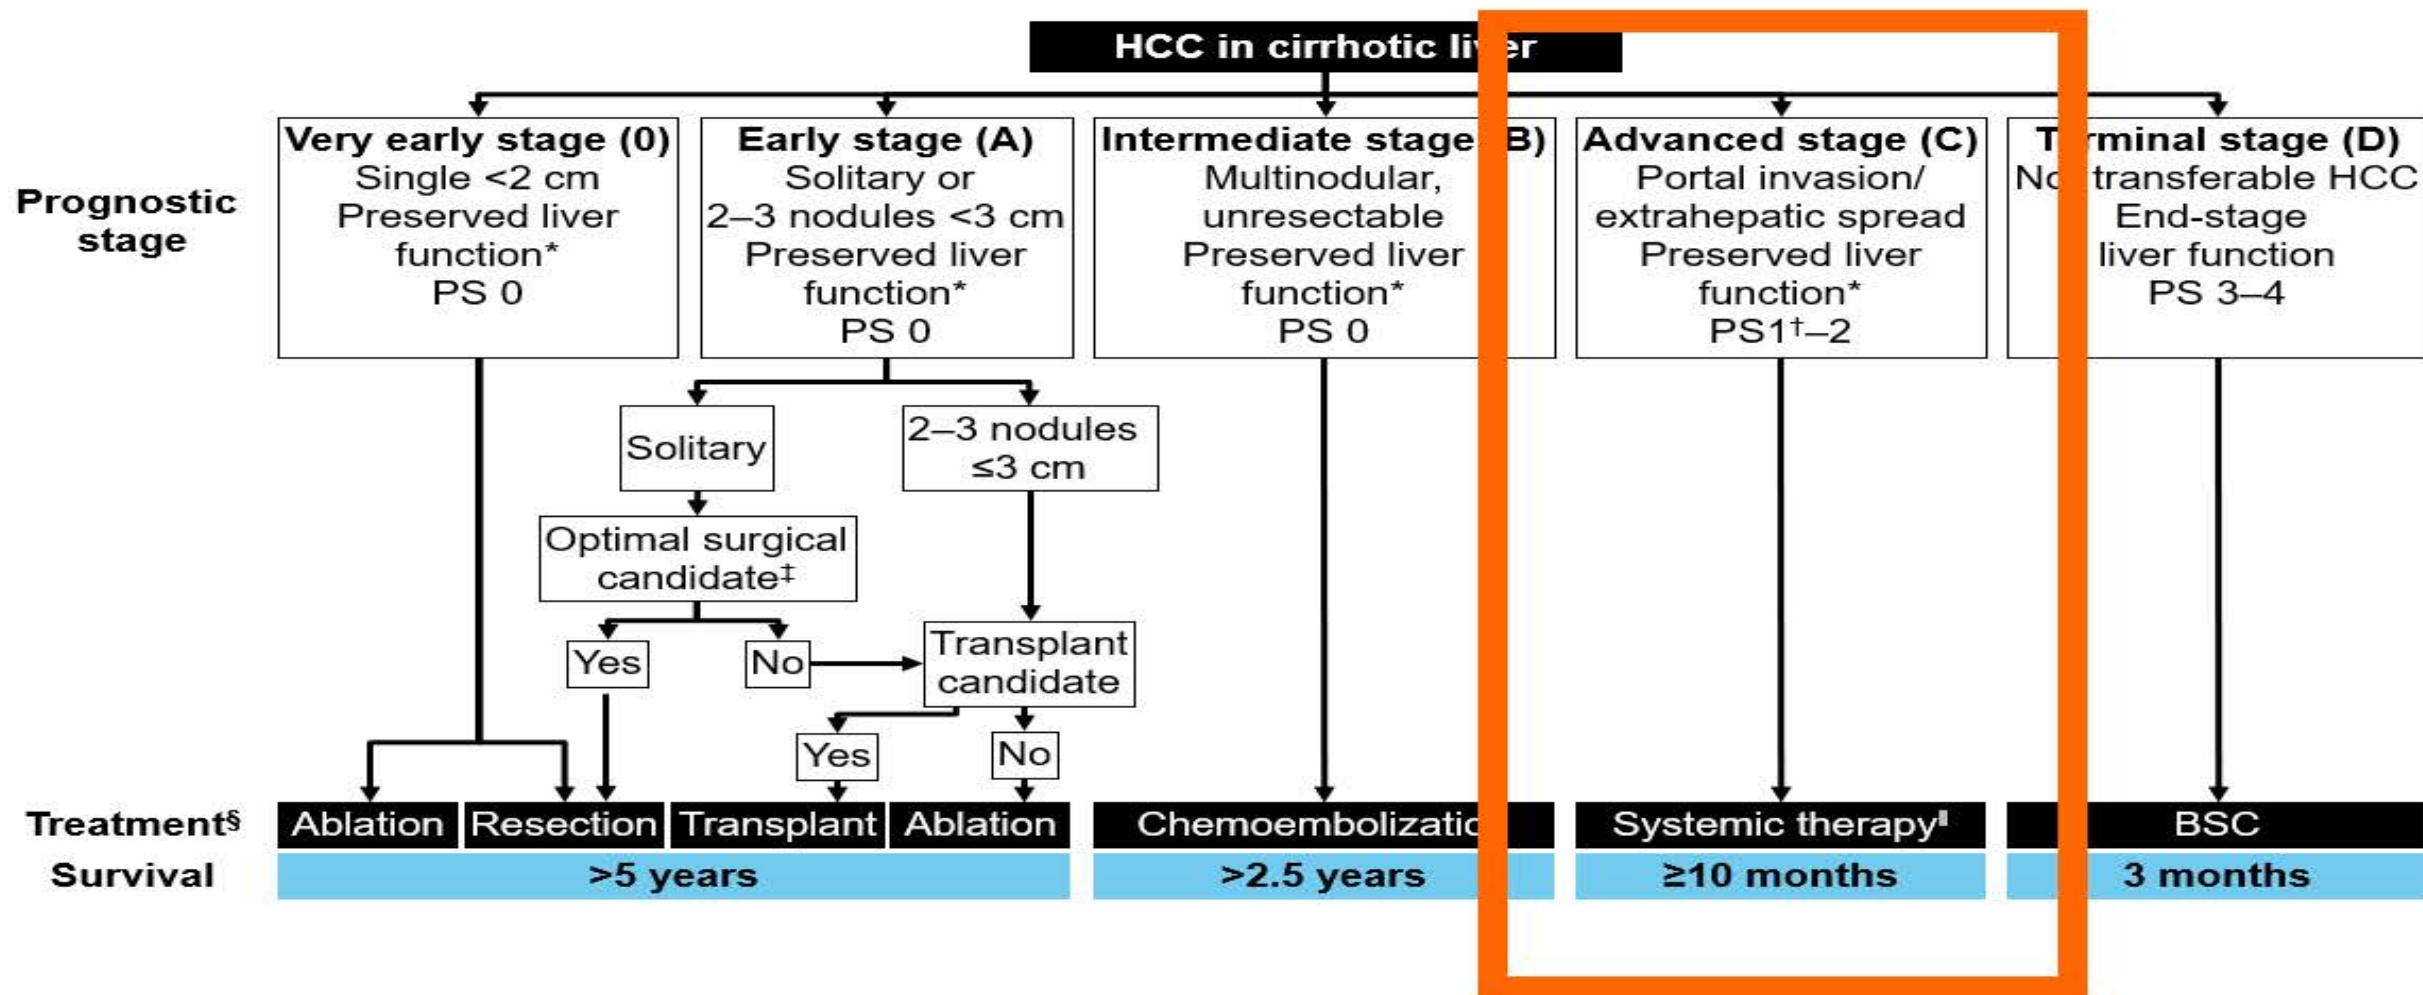 HCC in cirrhotic liver
Prognostic
stage
Very early stage (0)
Single <2 cm
Preserved liver
function*
PS 0
Early stage (A)
Solitary or
2–3 nodules <3 cm
Preserved liver
function*
PS 0
Intermediate stage B)
Multinodular,
unresectable
Preserved liver
function*
PS 0
Advanced stage (C)
Portal invasion/
extrahepatic spread
Preserved liver
function*
PS1†–2
Terminal stage (D)
Not transferable HCC
End-stage
liver function
PS 3–4
Solitary
2–3 nodules
≤3 cm
Optimal surgical
candidate‡
Yes
No
Transplant
candidate
Yes
No
Treatment§
Ablation
Resection
Transplant
Ablation
Chemoembolizatio
Systemic therapy
BSC
Survival
>5 years
>2.5 years
≥10 months
3 months